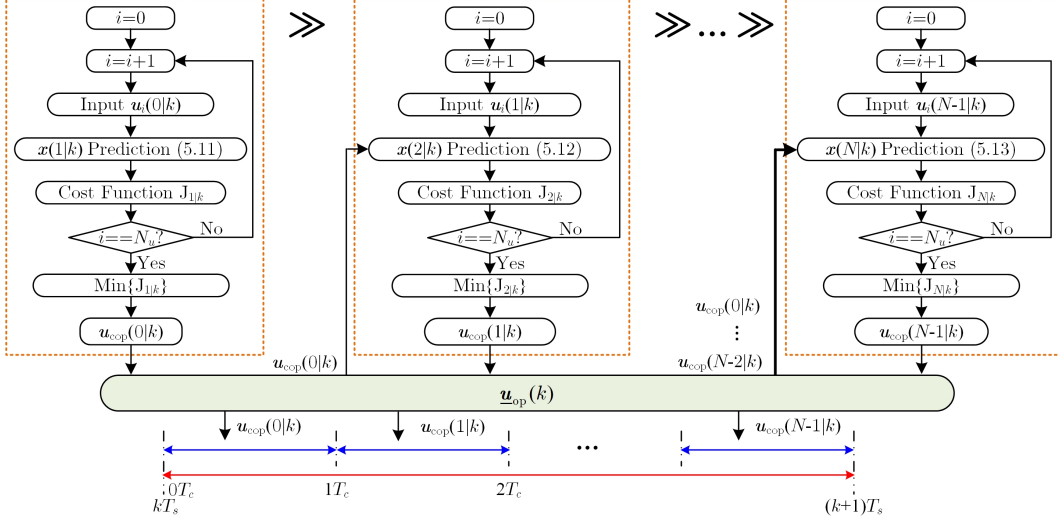 i=0
i=i+1
Input u_i(0|k)
x(1|k) Prediction (5.11)
Cost Function J_{1|k}
i==N_u?
No
Yes
Min{J_{1|k}}
u_cop(0|k)
≫
i=0
i=i+1
Input u_i(1|k)
x(2|k) Prediction (5.12)
Cost Function J_{2|k}
i==N_u?
No
Yes
Min{J_{2|k}}
u_cop(1|k)
≫...≫
i=0
i=i+1
Input u_i(N-1|k)
x(N|k) Prediction (5.13)
Cost Function J_{N|k}
i==N_u?
No
Yes
Min{J_{N|k}}
u_cop(N-1|k)
u_cop(0|k)
u_cop(0|k)
⋮
u_cop(N-2|k)
u_op(k)
u_cop(0|k)
u_cop(1|k)
...
u_cop(N-1|k)
0T_c
1T_c
2T_c
kT_s
(k+1)T_s